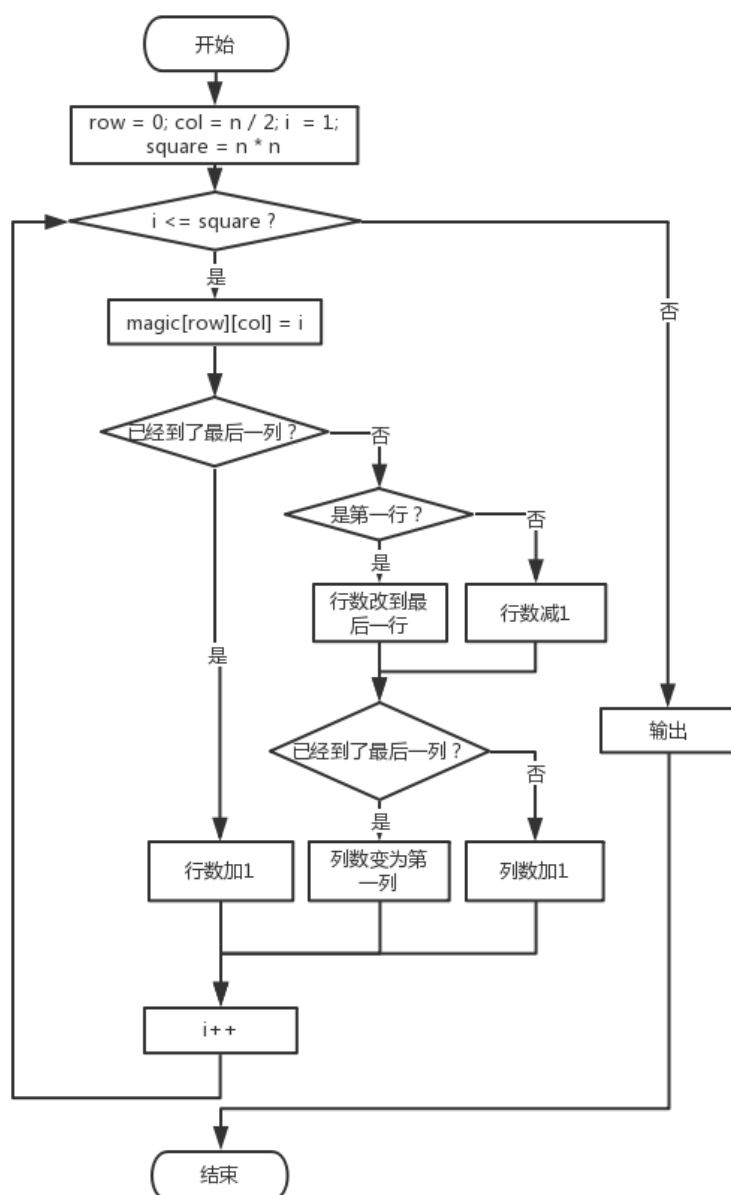 开始
row = 0; col = n / 2; i = 1;
square = n * n
i <= square ?
是
否
magic[row][col] = i
已经到了最后一列？
否
是第一行？
否
是
行数改到最
后一行
行数减1
是
输出
已经到了最后一列？
否
是
行数加1
列数变为第
一列
列数加1
i++
结束